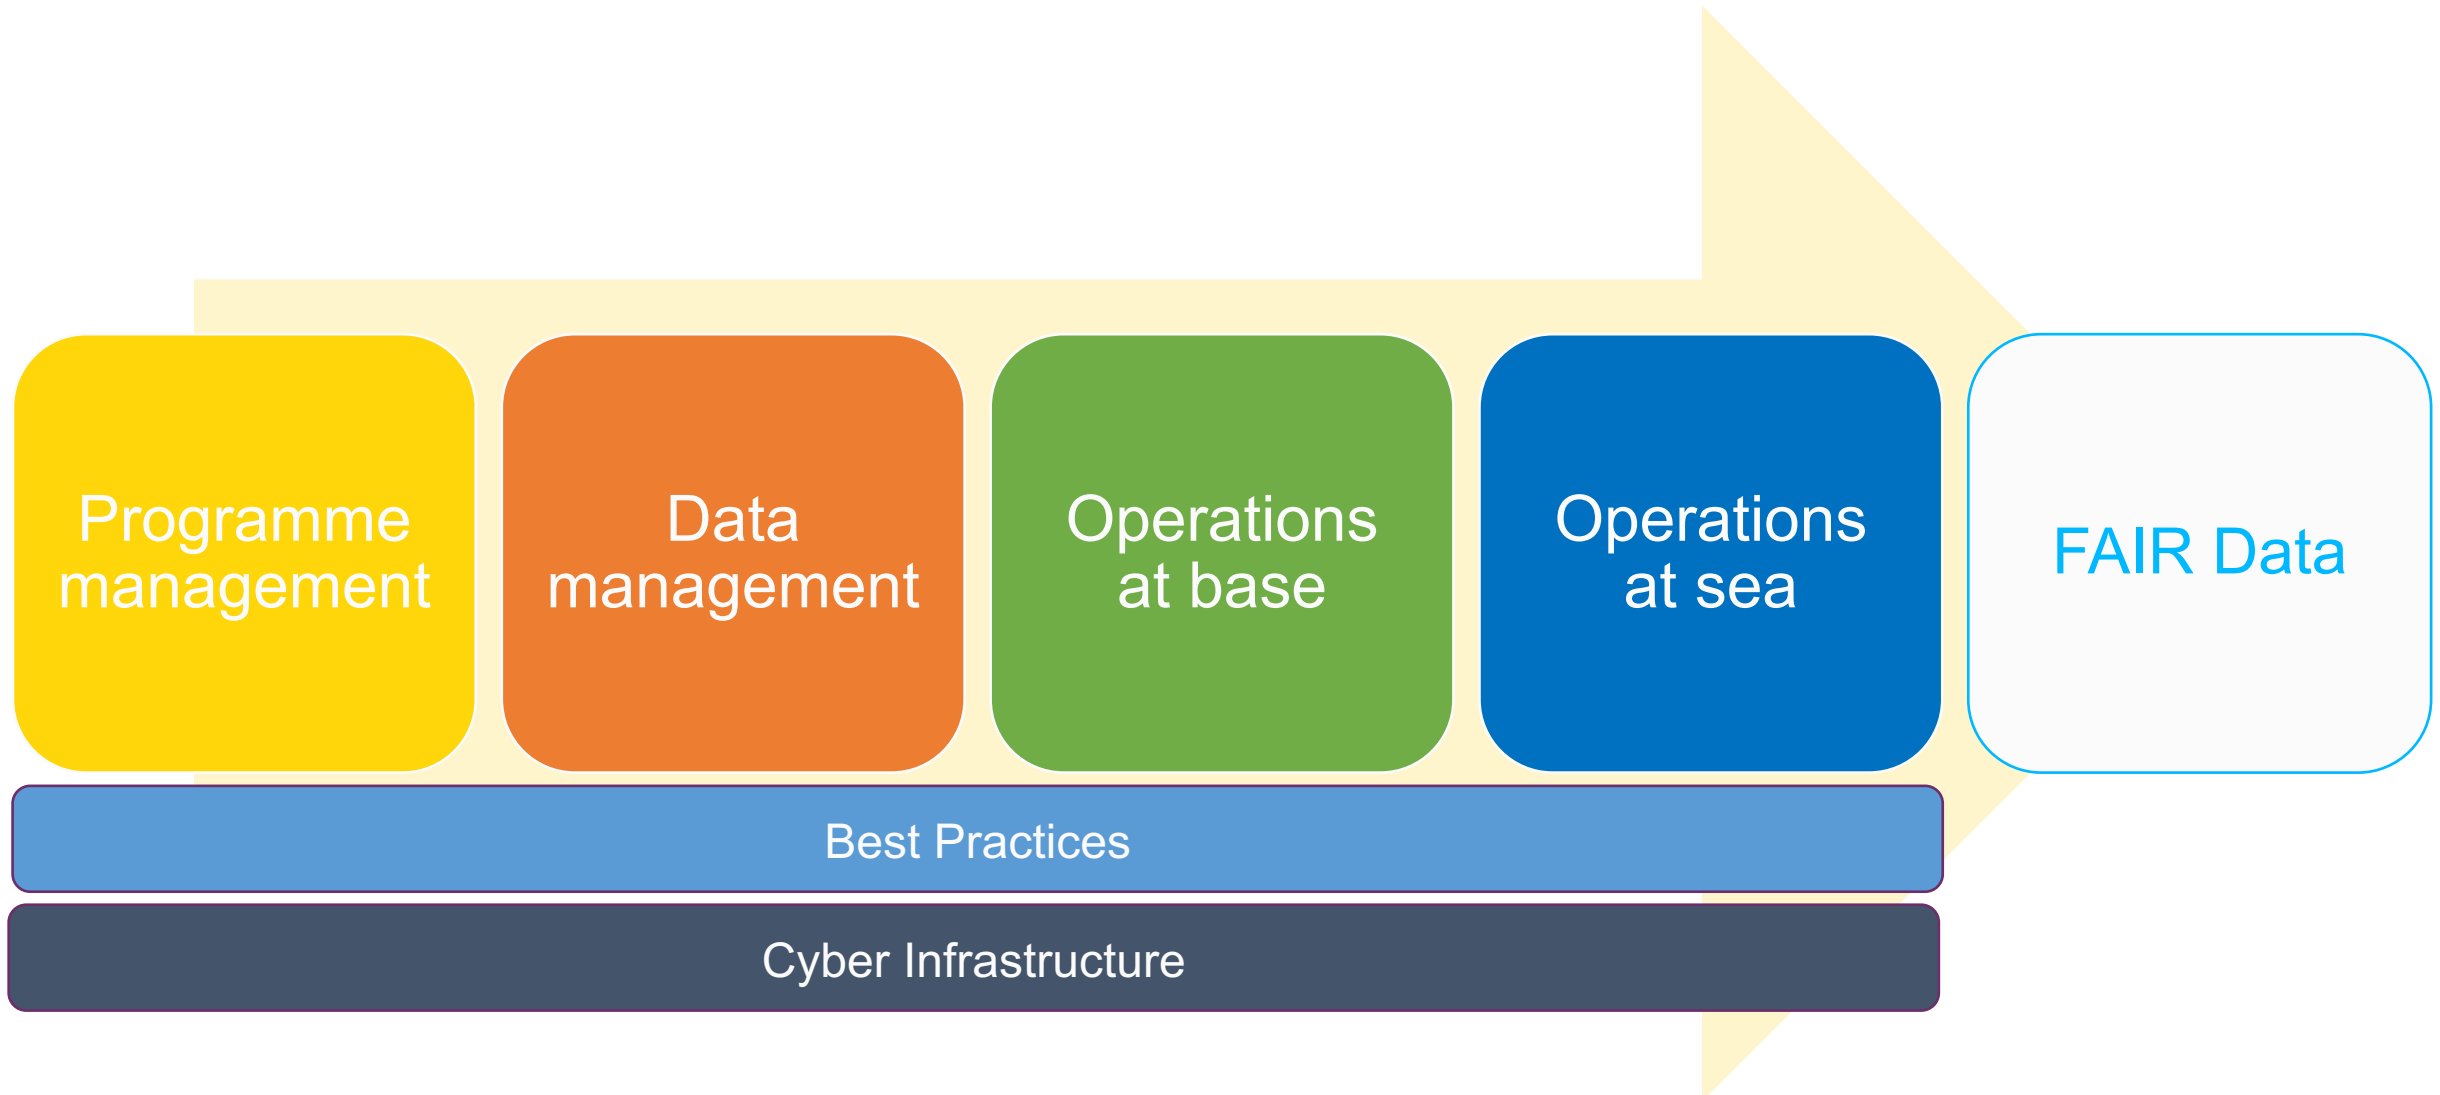 Programme
management
Data
management
Operations
at base
Operations
at sea
FAIR Data
Best Practices
Cyber Infrastructure